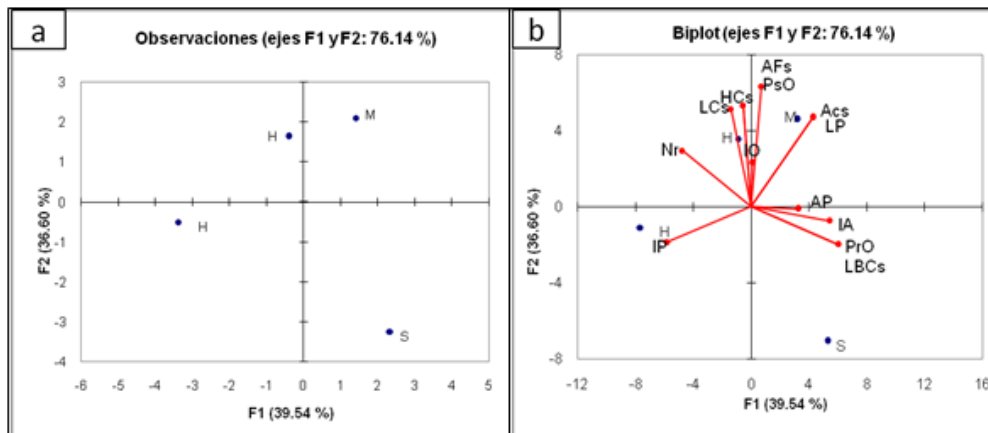 a
Observaciones (ejes F1 y F2: 76.14 %)
3
2
1
0
-1
-2
-3
-4
-6
-5
-4
-3
-2
-1
0
1
2
3
4
5
F2 (36.60 %)
F1 (39.54 %)
H
M
H
S
b
Biplot (ejes F1 y F2: 76.14 %)
8
4
0
-4
-8
-12
-8
-4
0
4
8
12
16
F2 (36.60 %)
F1 (39.54 %)
AFs
PsO
HCs
LCs
Acs
LP
M
H
IO
Nr
AP
IA
PrO
LBCs
H
IP
S